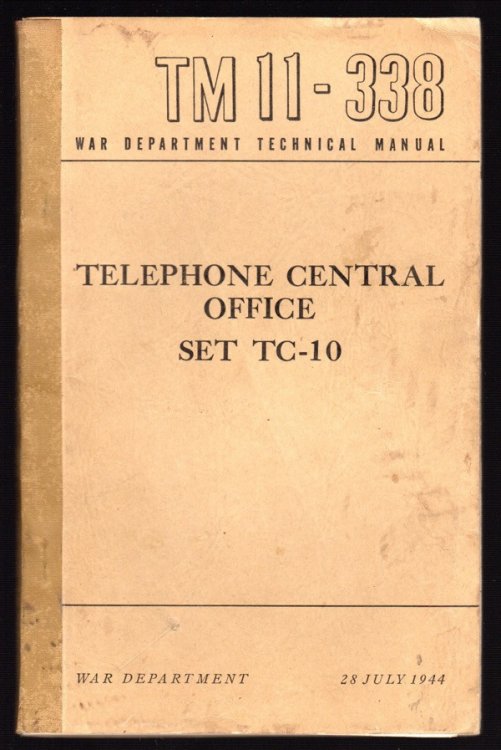 TM 11-338
WAR DEPARTMENT TECHNICAL MANUAL
TELEPHONE CENTRAL
OFFICE
SET TC-10
WAR DEPARTMENT 28 JULY 1944